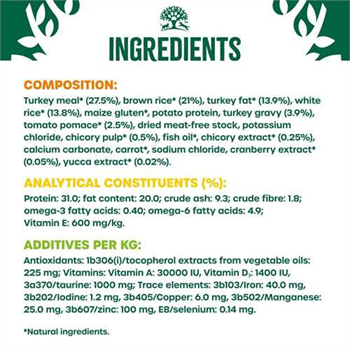 INGREDIENTS
COMPOSITION:
Turkey meal* (27.5%), brown rice* (21%), turkey fat* (13.9%), white
rice* (13.8%), maize gluten*, potato protein, turkey gravy (3.9%),
tomato pomace* (2.5%), dried meat-free stock, potassium
chloride, chicory pulp* (0.5%), fish oil*, chicory extract* (0.25%),
calcium carbonate, carrot*, sodium chloride, cranberry extract*
(0.05%), yucca extract* (0.02%).
ANALYTICAL CONSTITUENTS (%):
Protein: 31.0; fat content: 20.0; crude ash: 9.3; crude fibre: 1.8;
omega-3 fatty acids: 0.40; omega-6 fatty acids: 4.9;
Vitamin E: 600 mg/kg.
ADDITIVES PER KG:
Antioxidants: 1b306(i)/tocopherol extracts from vegetable oils:
225 mg; Vitamins: Vitamin A: 30000 IU, Vitamin D₃: 1400 IU,
3a370/taurine: 1000 mg; Trace elements: 3b103/Iron: 40.0 mg,
3b202/Iodine: 1.2 mg, 3b405/Copper: 6.0 mg, 3b502/Manganese:
25.0 mg, 3b607/zinc: 100 mg, E8/selenium: 0.14 mg.
*Natural ingredients.